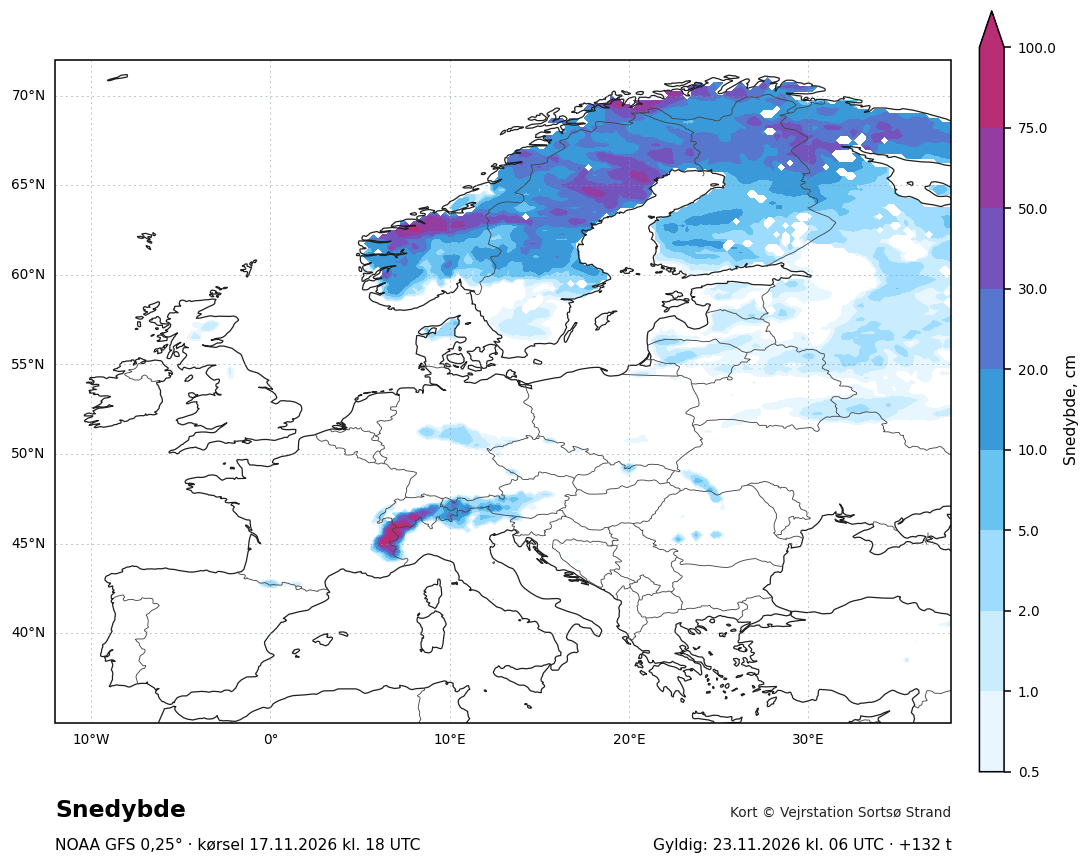 70°N
65°N
60°N
55°N
50°N
45°N
40°N
10°W 0° 10°E 20°E 30°E
100.0
75.0
50.0
30.0
20.0
10.0
5.0
2.0
1.0
0.5
Snedybde, cm
Snedybde
Kort © Vejrstation Sortsø Strand
NOAA GFS 0,25° · kørsel 17.11.2026 kl. 18 UTC
Gyldig: 23.11.2026 kl. 06 UTC · +132 t